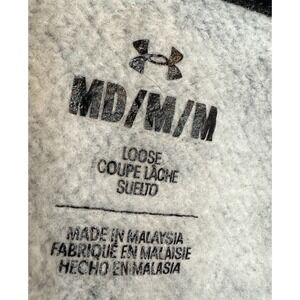 MD/M/M
LOOSE
COUPE LÂCHE
SUELTO
MADE IN MALAYSIA
FABRIQUÉ EN MALAISIE
HECHO EN MALASIA